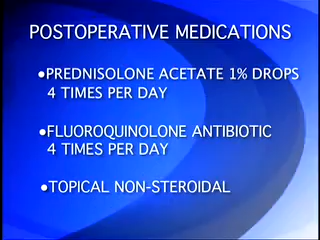 POSTOPERATIVE MEDICATIONS
•PREDNISOLONE ACETATE 1% DROPS
4 TIMES PER DAY
•FLUOROQUINOLONE ANTIBIOTIC
4 TIMES PER DAY
•TOPICAL NON-STEROIDAL